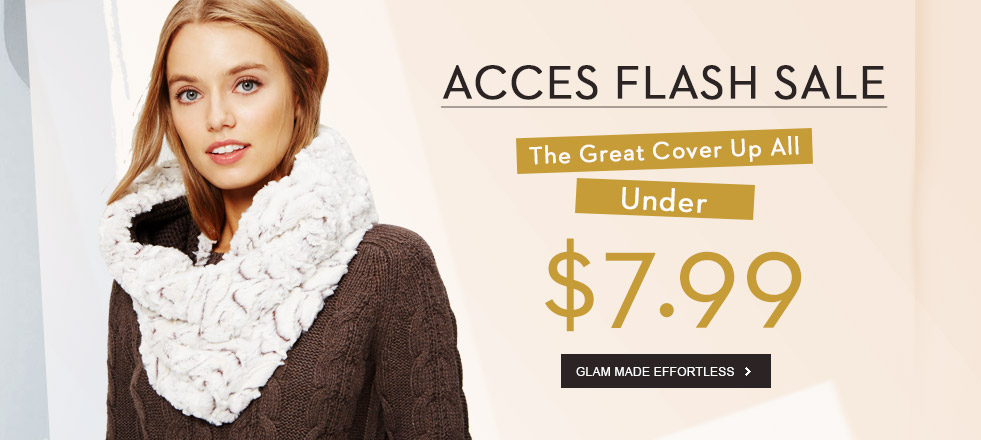 ACCES FLASH SALE
The Great Cover Up All
Under
$7.99
GLAM MADE EFFORTLESS >